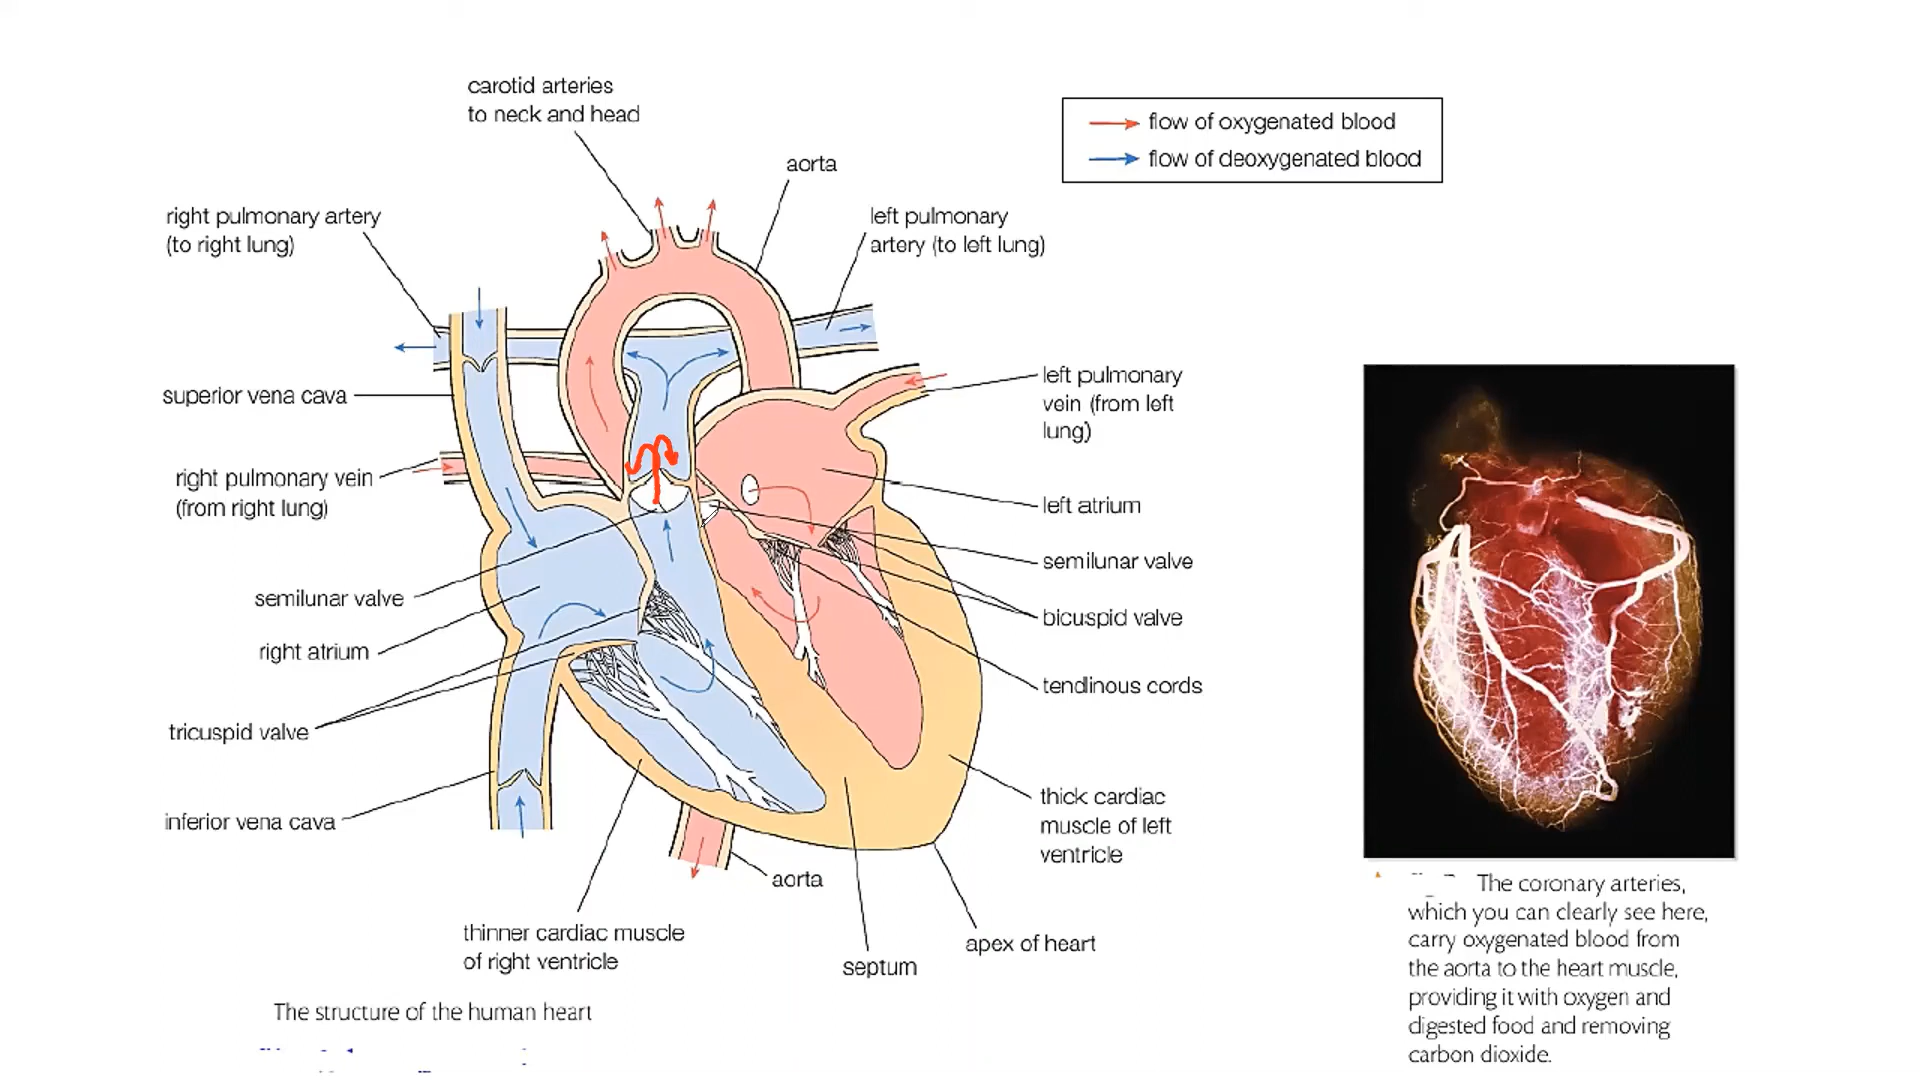 carotid arteries
to neck and head
aorta
flow of oxygenated blood
flow of deoxygenated blood
right pulmonary artery
(to right lung)
left pulmonary
artery (to left lung)
superior vena cava
left pulmonary
vein (from left
lung)
right pulmonary vein
(from right lung)
left atrium
semilunar valve
semilunar valve
bicuspid valve
right atrium
tendinous cords
tricuspid valve
inferior vena cava
thick cardiac
muscle of left
ventricle
aorta
thinner cardiac muscle
of right ventricle
septum
apex of heart
The structure of the human heart
The coronary arteries,
which you can clearly see here,
carry oxygenated blood from
the aorta to the heart muscle,
providing it with oxygen and
digested food and removing
carbon dioxide.